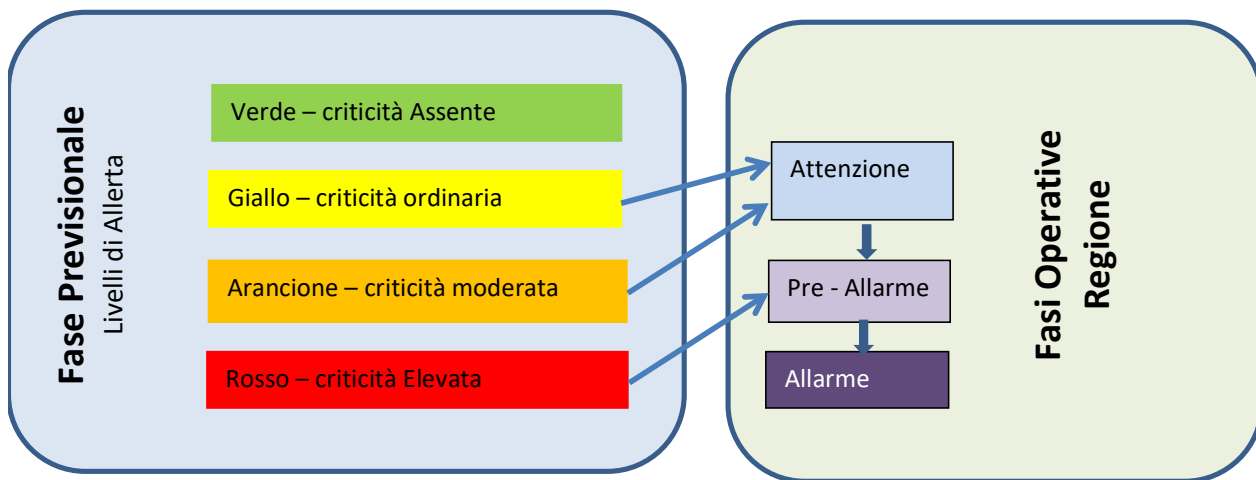 Fase Previsionale
Livelli di Allerta
Verde – criticità Assente
Giallo – criticità ordinaria
Arancione – criticità moderata
Rosso – criticità Elevata
Attenzione
Pre - Allarme
Allarme
Fasi Operative
Regione